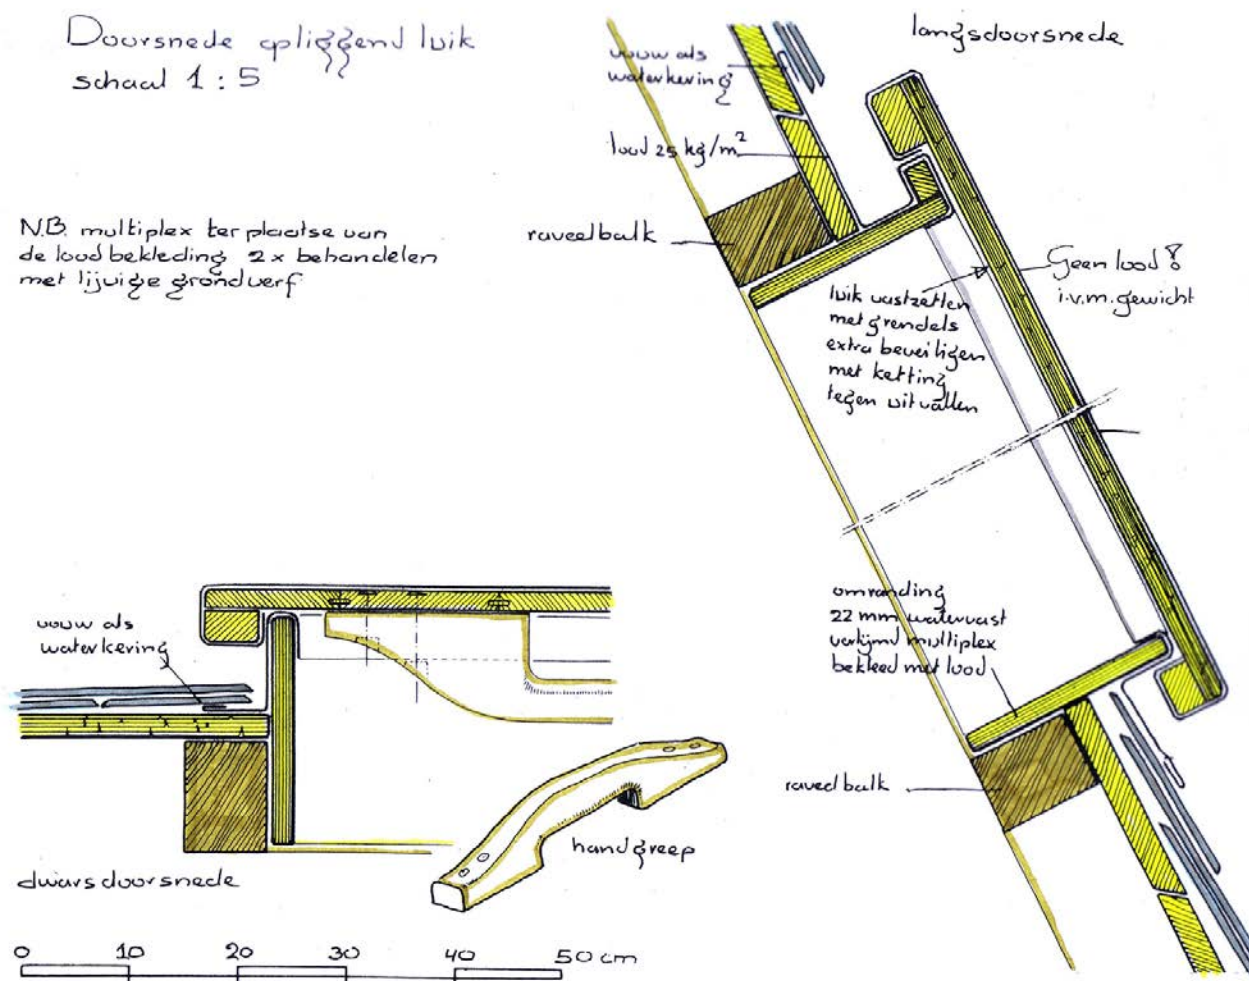 Doorsnede opliggend luik
schaal 1 : 5
langsdoorsnede
vouw als
waterkering
lood 25 kg/m²
N.B. multiplex ter plaatse van
de loodbekleding 2x behandelen
met lijvige grondverf
raveelbalk
Geen lood!
i.v.m. gewicht
luik vastzetten
met grendels
extra beveiligen
met ketting
tegen uitvallen
omranding
22 mm watervast
verlijmd multiplex
bekleed met lood
vouw als
waterkering
raveelbalk
handgreep
dwarsdoorsnede
0 10 20 30 40 50 cm